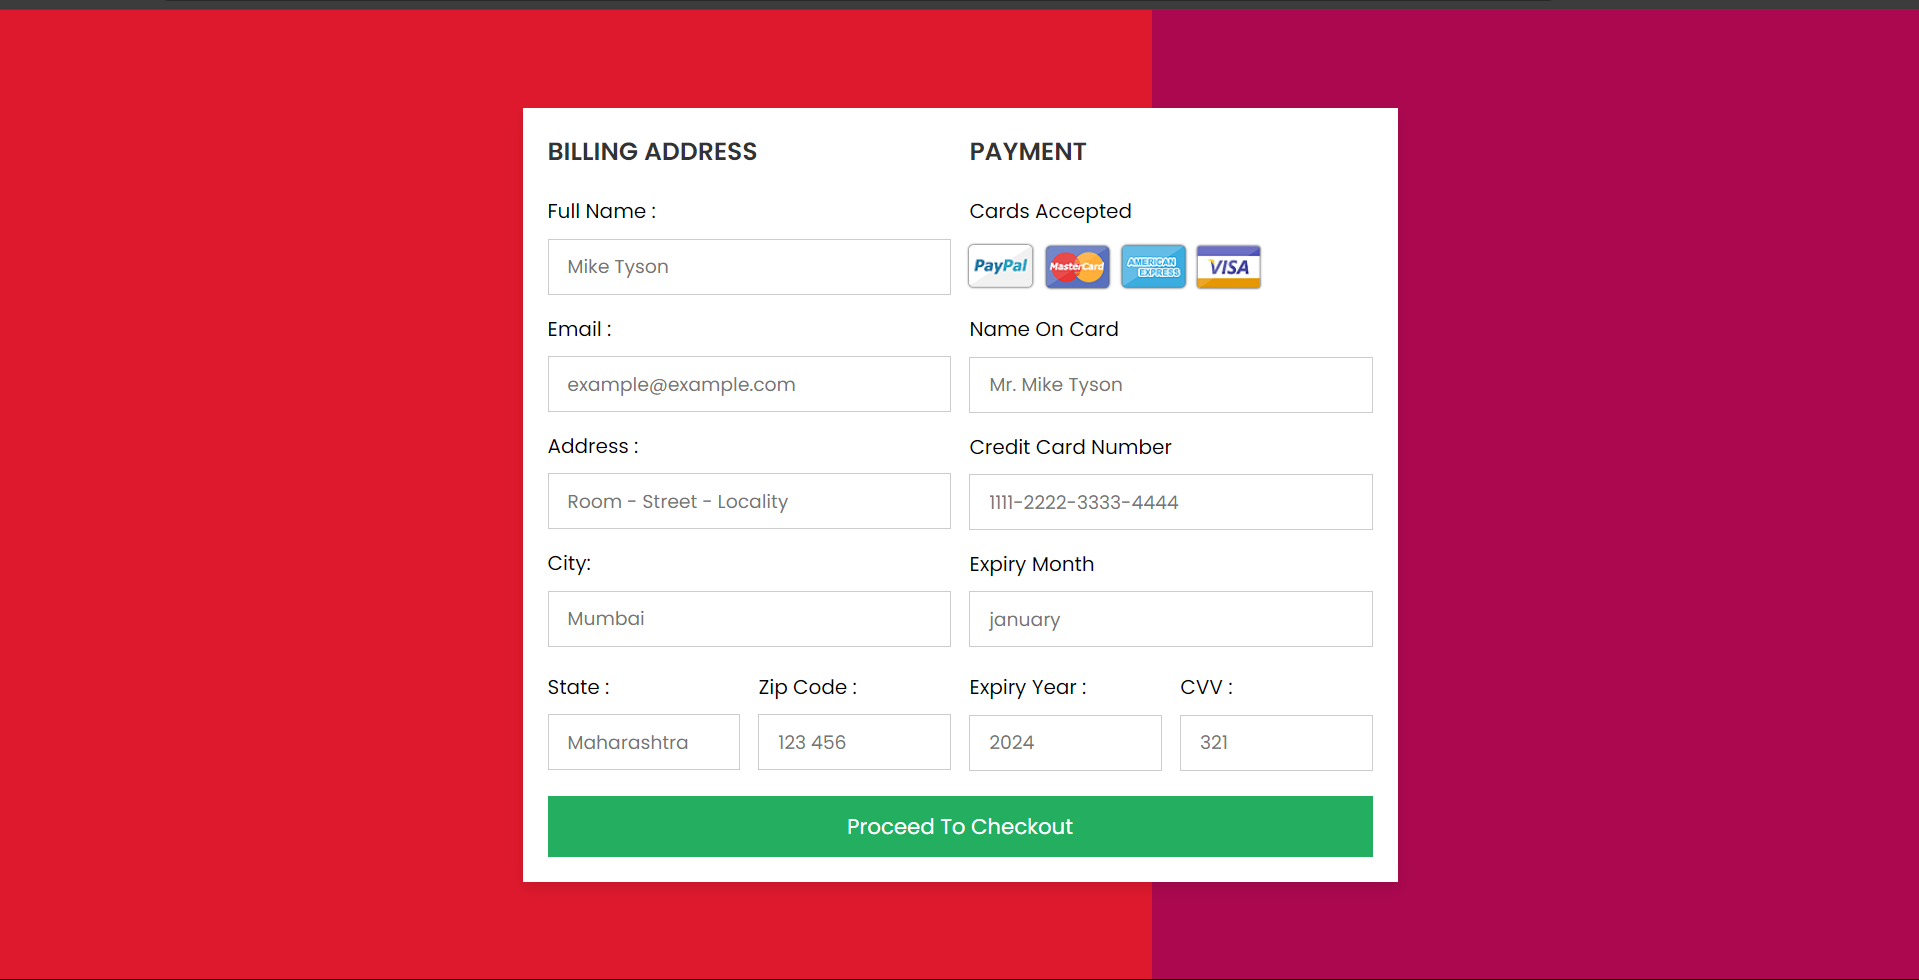 BILLING ADDRESS
Full Name :
Mike Tyson
Email :
example@example.com
Address :
Room - Street - Locality
City:
Mumbai
State :
Zip Code :
Maharashtra
123 456
PAYMENT
Cards Accepted
PayPal
MasterCard
AMERICAN
EXPRESS
VISA
Name On Card
Mr. Mike Tyson
Credit Card Number
1111-2222-3333-4444
Expiry Month
january
Expiry Year :
CVV :
2024
321
Proceed To Checkout